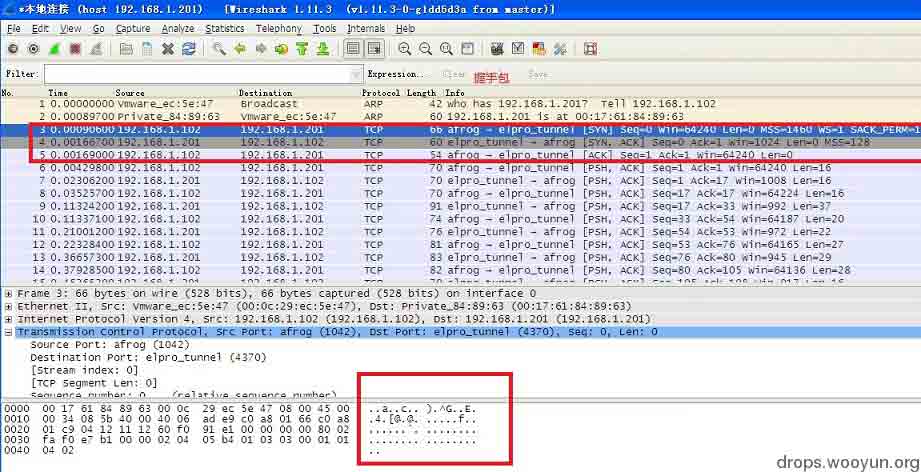 *本地连接 (host 192.168.1.201) [Wireshark 1.11.3 (v1.11.3-0-g1dd5d3a from master)]
File Edit View Go Capture Analyze Statistics Telephony Tools Internals Help
Filter: Expression... Clear 握手包 Save
No. Time Source Destination Protocol Length Info
1 0.00000000 Vmware_ec:5e:47 Broadcast ARP 42 who has 192.168.1.201? Tell 192.168.1.102
2 0.00089700 Private_84:89:63 Vmware_ec:5e:47 ARP 60 192.168.1.201 is at 00:17:61:84:89:63
3 0.00090600 192.168.1.102 192.168.1.201 TCP 66 afrog → elpro_tunnel [SYN] Seq=0 Win=64240 Len=0 MSS=1460 WS=1 SACK_PERM=1
4 0.00166700 192.168.1.201 192.168.1.102 TCP 60 elpro_tunnel → afrog [SYN, ACK] Seq=0 Ack=1 Win=1024 Len=0 MSS=128
5 0.00169000 192.168.1.102 192.168.1.201 TCP 54 afrog → elpro_tunnel [ACK] Seq=1 Ack=1 Win=64240 Len=0
6 0.00429800 192.168.1.102 192.168.1.201 TCP 70 afrog → elpro_tunnel [PSH, ACK] Seq=1 Ack=1 Win=64240 Len=16
7 0.02306200 192.168.1.201 192.168.1.102 TCP 70 elpro_tunnel → afrog [PSH, ACK] Seq=1 Ack=17 Win=1008 Len=16
8 0.03525700 192.168.1.102 192.168.1.201 TCP 70 afrog → elpro_tunnel [PSH, ACK] Seq=17 Ack=17 Win=64224 Len=16
9 0.11324200 192.168.1.201 192.168.1.102 TCP 91 elpro_tunnel → afrog [PSH, ACK] Seq=17 Ack=33 Win=992 Len=37
10 0.11337100 192.168.1.102 192.168.1.201 TCP 74 afrog → elpro_tunnel [PSH, ACK] Seq=33 Ack=54 Win=64187 Len=20
11 0.21001200 192.168.1.201 192.168.1.102 TCP 76 elpro_tunnel → afrog [PSH, ACK] Seq=54 Ack=53 Win=972 Len=22
12 0.22328400 192.168.1.102 192.168.1.201 TCP 81 afrog → elpro_tunnel [PSH, ACK] Seq=53 Ack=76 Win=64165 Len=27
13 0.36657300 192.168.1.201 192.168.1.102 TCP 83 elpro_tunnel → afrog [PSH, ACK] Seq=76 Ack=80 Win=945 Len=29
14 0.37928500 192.168.1.102 192.168.1.201 TCP 82 afrog → elpro_tunnel [PSH, ACK] Seq=80 Ack=105 Win=64136 Len=28
Frame 3: 66 bytes on wire (528 bits), 66 bytes captured (528 bits) on interface 0
Ethernet II, Src: Vmware_ec:5e:47 (00:0c:29:ec:5e:47), Dst: Private_84:89:63 (00:17:61:84:89:63)
Internet Protocol Version 4, Src: 192.168.1.102 (192.168.1.102), Dst: 192.168.1.201 (192.168.1.201)
Transmission Control Protocol, Src Port: afrog (1042), Dst Port: elpro_tunnel (4370), Seq: 0, Len: 0
Source Port: afrog (1042)
Destination Port: elpro_tunnel (4370)
[Stream index: 0]
[TCP Segment Len: 0]
Sequence number: 0 (relative sequence number)
0000 00 17 61 84 89 63 00 0c 29 ec 5e 47 08 00 45 00 ..a..c.. ).^G..E.
0010 00 34 08 5b 40 00 40 06 ad e9 c0 a8 01 66 c0 a8 .4.[@.@. .....f..
0020 01 c9 04 12 11 12 60 f0 91 e1 00 00 00 00 80 02 ......`. ........
0030 fa f0 e7 b1 00 00 02 04 05 b4 01 03 03 00 01 01 ........ ........
0040 04 02 ..
drops.wooyun.org